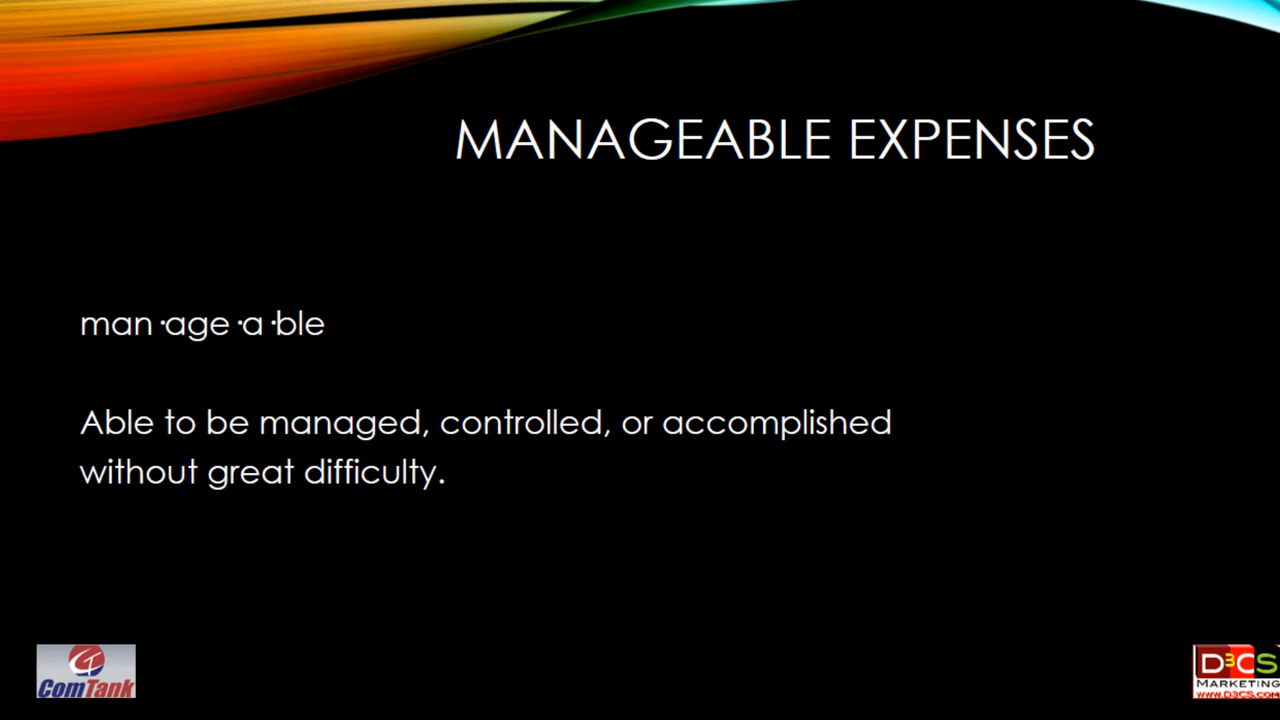 MANAGEABLE EXPENSES
man·age·a·ble
Able to be managed, controlled, or accomplished
without great difficulty.
ComTank
D3CS
MARKETING
WWW.D3CS.COM